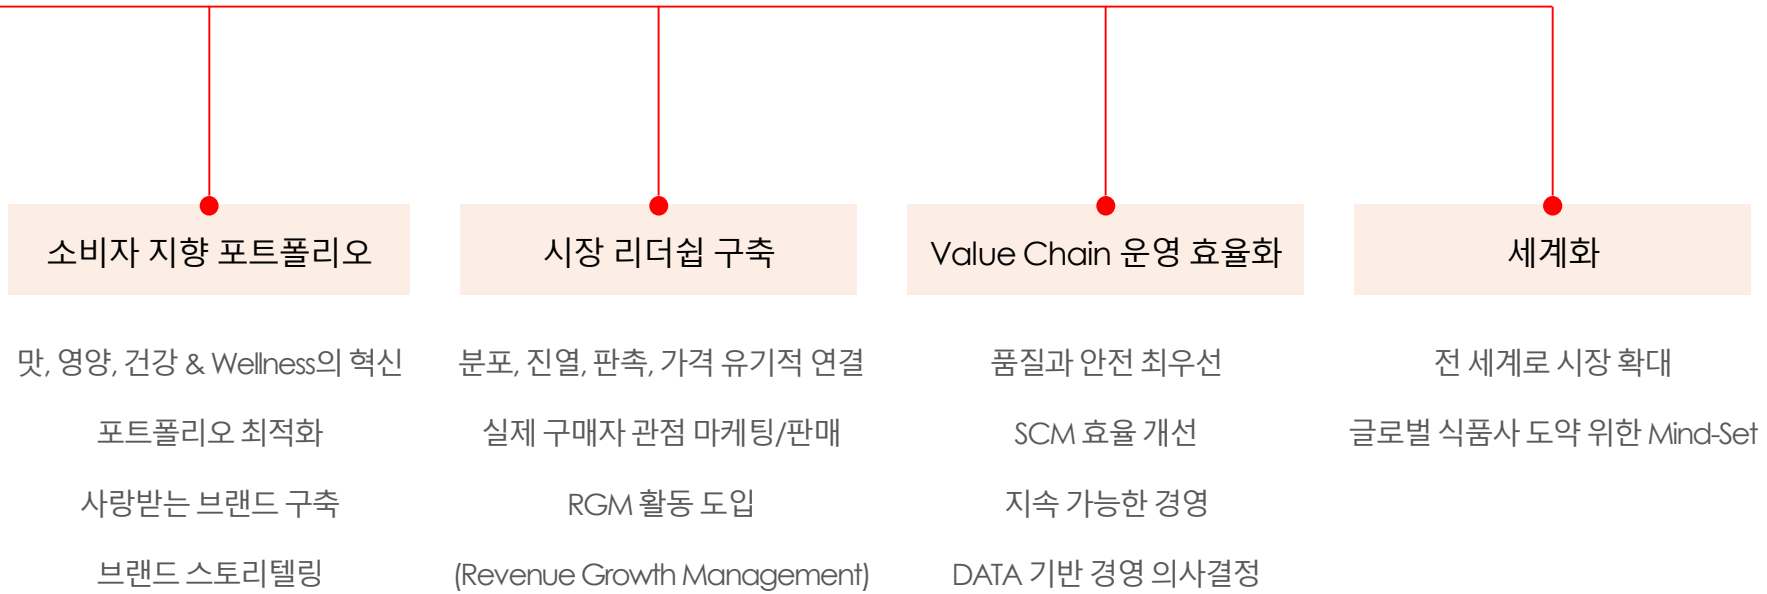 소비자 지향 포트폴리오
맛, 영양, 건강 & Wellness의 혁신
포트폴리오 최적화
사랑받는 브랜드 구축
브랜드 스토리텔링
시장 리더쉽 구축
분포, 진열, 판촉, 가격 유기적 연결
실제 구매자 관점 마케팅/판매
RGM 활동 도입
(Revenue Growth Management)
Value Chain 운영 효율화
품질과 안전 최우선
SCM 효율 개선
지속 가능한 경영
DATA 기반 경영 의사결정
세계화
전 세계로 시장 확대
글로벌 식품사 도약 위한 Mind-Set